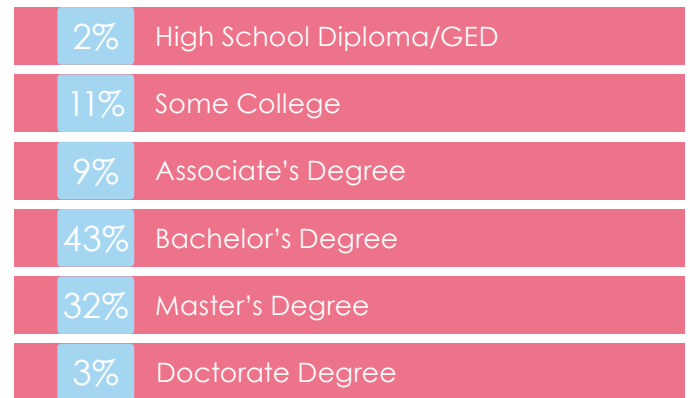 2% High School Diploma/GED
11% Some College
9% Associate’s Degree
43% Bachelor’s Degree
32% Master’s Degree
3% Doctorate Degree